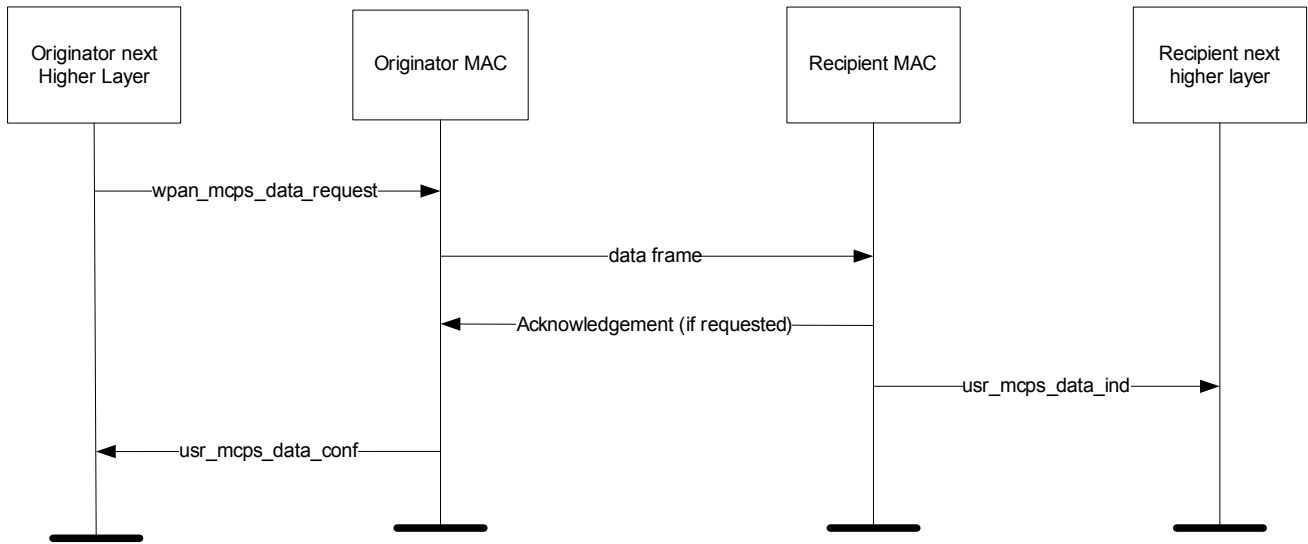 Originator next
Higher Layer
Originator MAC
Recipient MAC
Recipient next
higher layer
wpan_mcps_data_request
data frame
Acknowledgement (if requested)
usr_mcps_data_ind
usr_mcps_data_conf